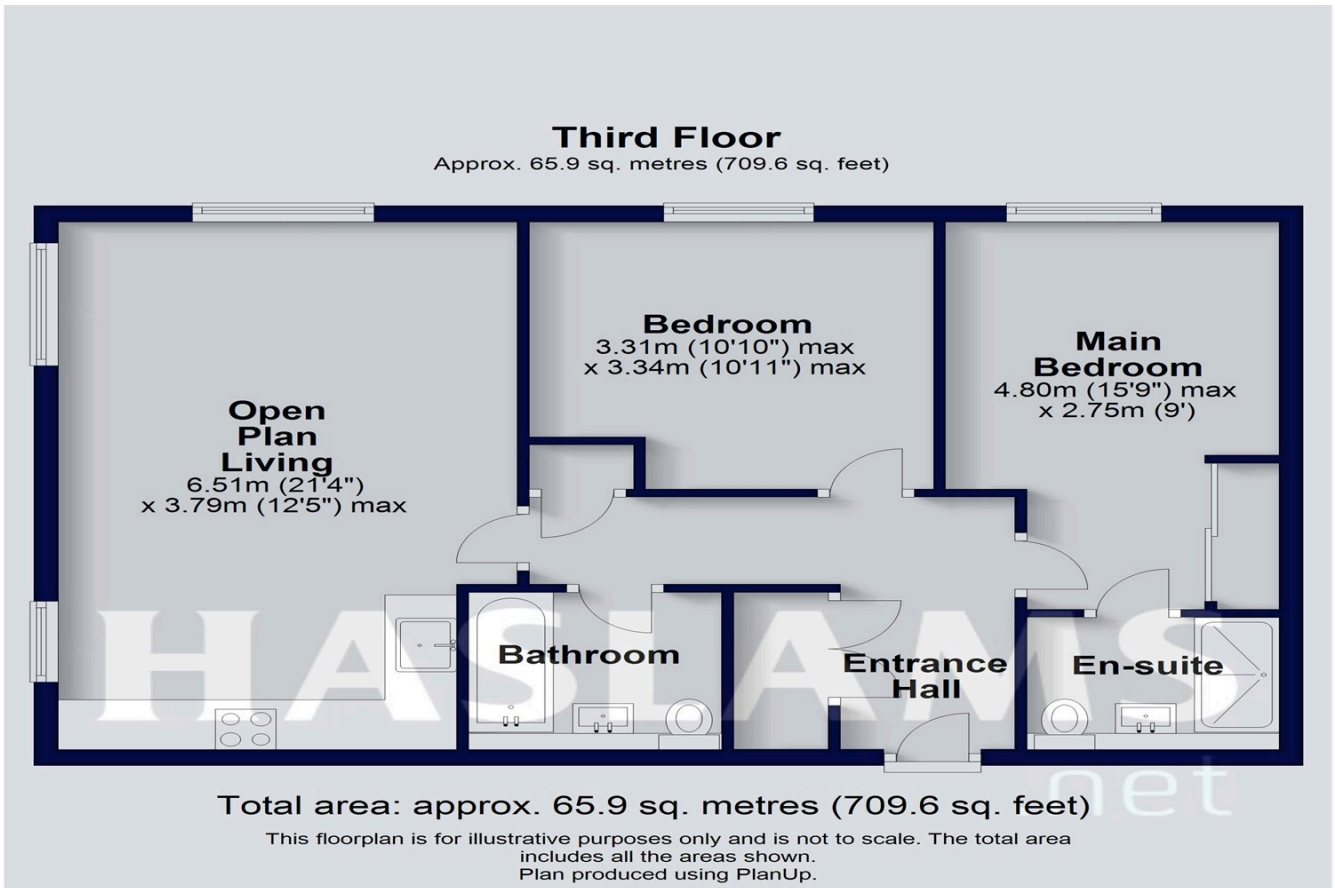 Third Floor
Approx. 65.9 sq. metres (709.6 sq. feet)
Open
Plan
Living
6.51m (21'4")
x 3.79m (12'5") max
Bedroom
3.31m (10'10") max
x 3.34m (10'11") max
Main
Bedroom
4.80m (15'9") max
x 2.75m (9')
Bathroom
Entrance
Hall
En-suite
HASLAMS
net
Total area: approx. 65.9 sq. metres (709.6 sq. feet)
This floorplan is for illustrative purposes only and is not to scale. The total area
includes all the areas shown.
Plan produced using PlanUp.